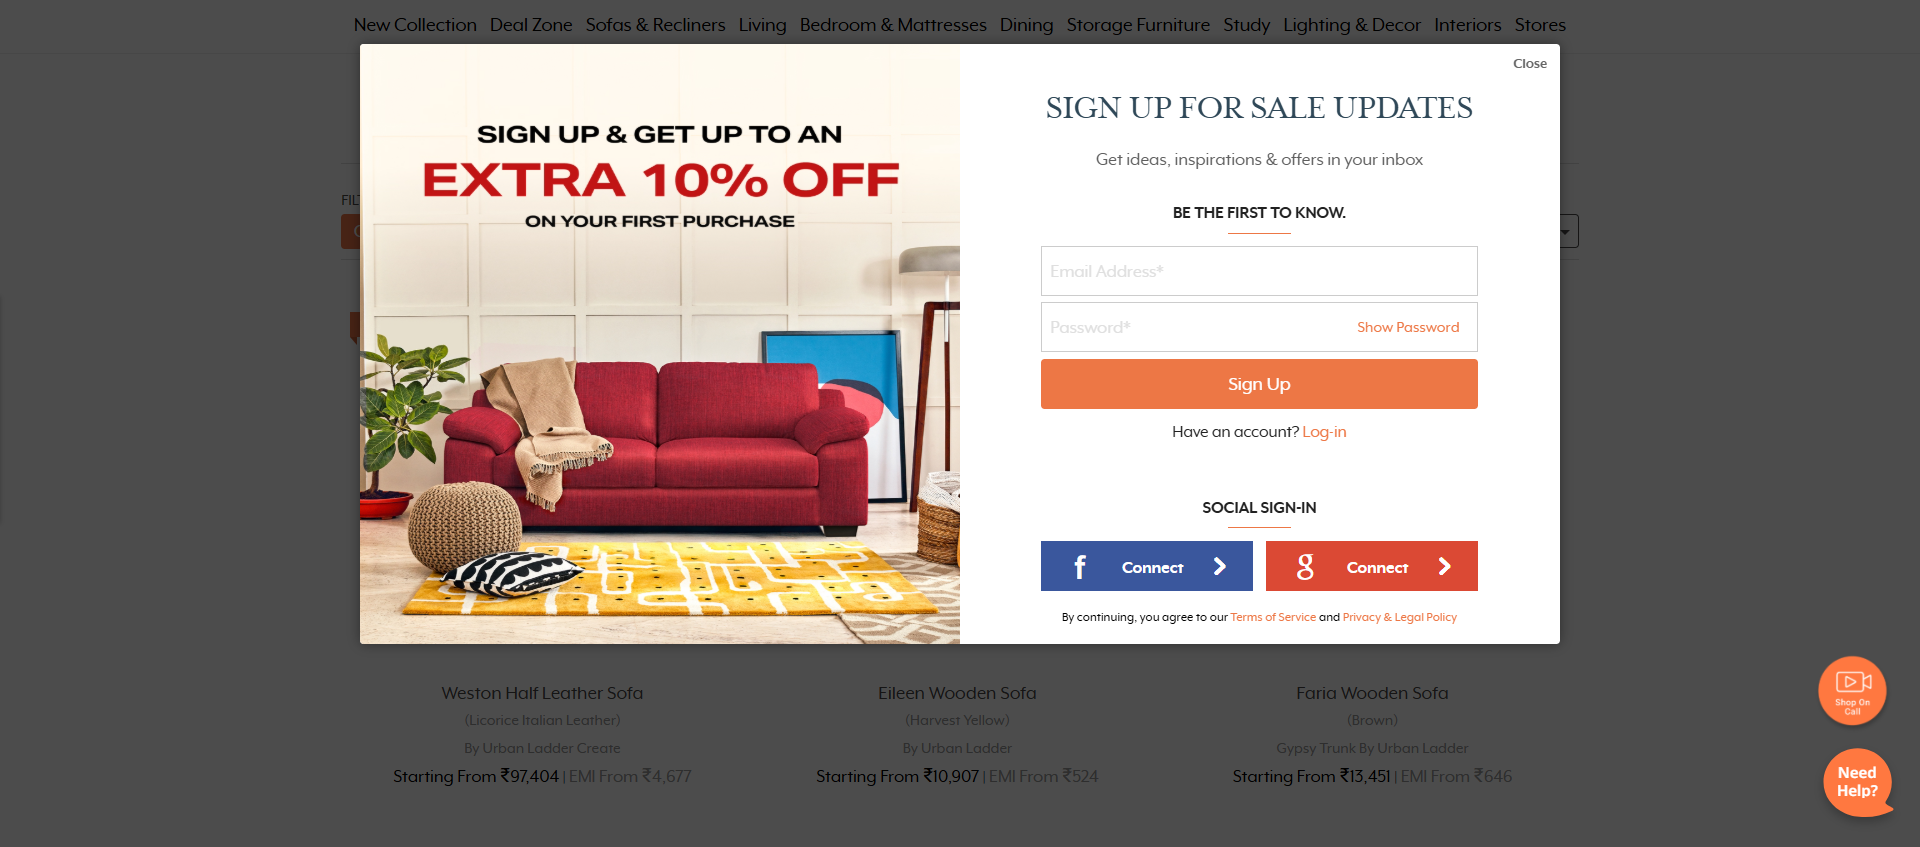 New Collection Deal Zone Sofas & Recliners Living Bedroom & Mattresses Dining Storage Furniture Study Lighting & Decor Interiors Stores
Close
SIGN UP & GET UP TO AN
EXTRA 10% OFF
ON YOUR FIRST PURCHASE
SIGN UP FOR SALE UPDATES
Get ideas, inspirations & offers in your inbox
BE THE FIRST TO KNOW.
Email Address*
Password*
Show Password
Sign Up
Have an account? Log-in
SOCIAL SIGN-IN
f Connect
g Connect
By continuing, you agree to our Terms of Service and Privacy & Legal Policy
Weston Half Leather Sofa
(Licorice Italian Leather)
By Urban Ladder Create
Starting From ₹97,404 | EMI From ₹4,677
Eileen Wooden Sofa
(Harvest Yellow)
By Urban Ladder
Starting From ₹10,907 | EMI From ₹524
Faria Wooden Sofa
(Brown)
Gypsy Trunk By Urban Ladder
Starting From ₹13,451 | EMI From ₹646
Shop On
Call
Need
Help?